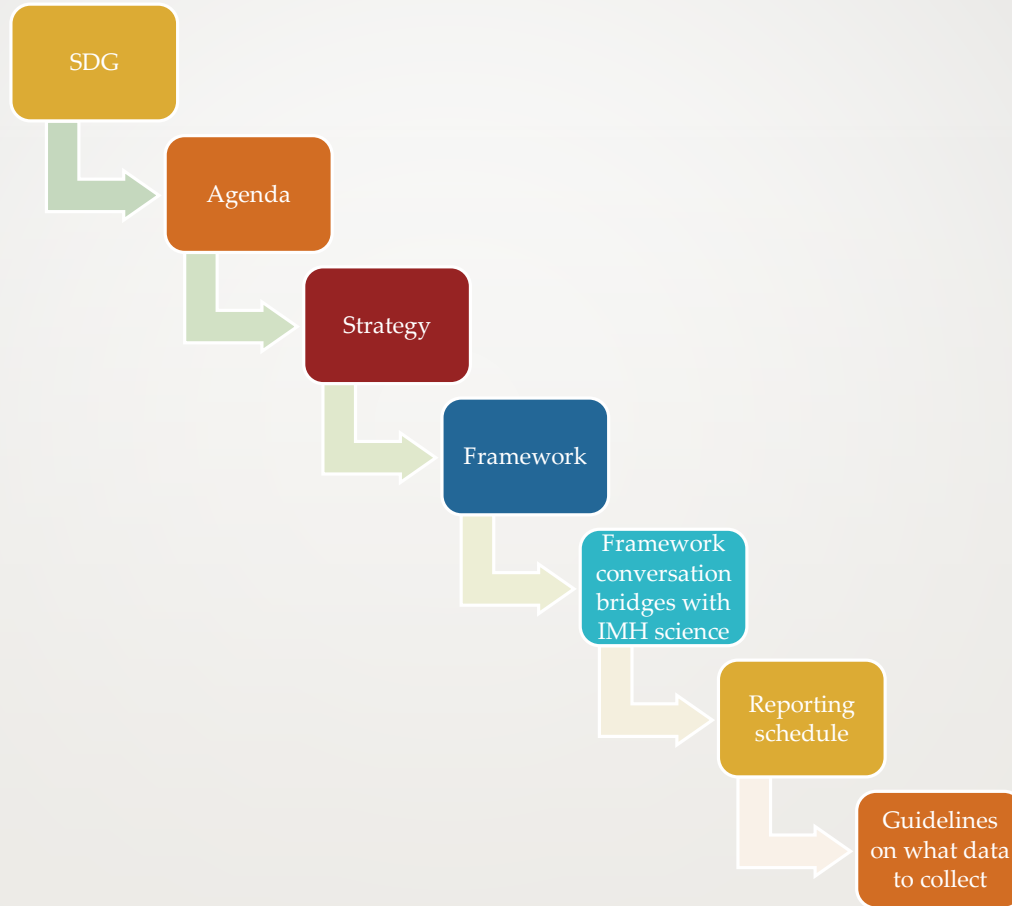 SDG
Agenda
Strategy
Framework
Framework
conversation
bridges with
IMH science
Reporting
schedule
Guidelines
on what data
to collect